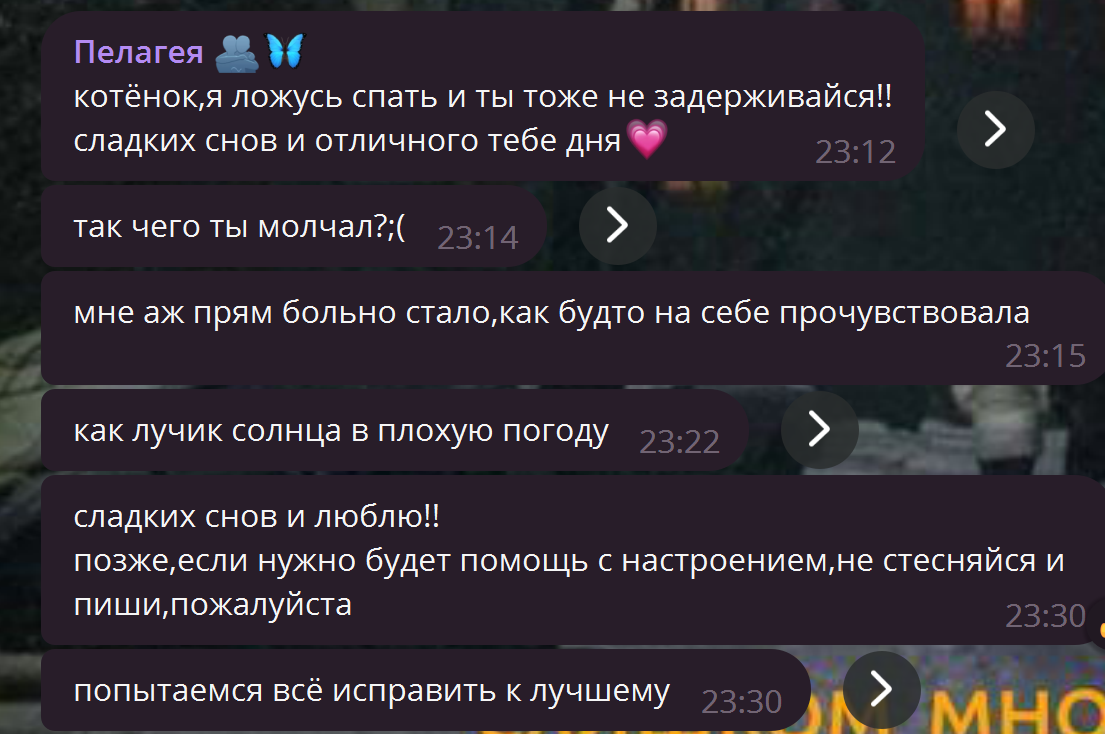 Пелагея 🫂🦋
котёнок,я ложусь спать и ты тоже не задерживайся!!
сладких снов и отличного тебе дня💗
23:12
так чего ты молчал?;(
23:14
мне аж прям больно стало,как будто на себе прочувствовала
23:15
как лучик солнца в плохую погоду
23:22
сладких снов и люблю!!
позже,если нужно будет помощь с настроением,не стесняйся и
пиши,пожалуйста
23:30
попытаемся всё исправить к лучшему
23:30